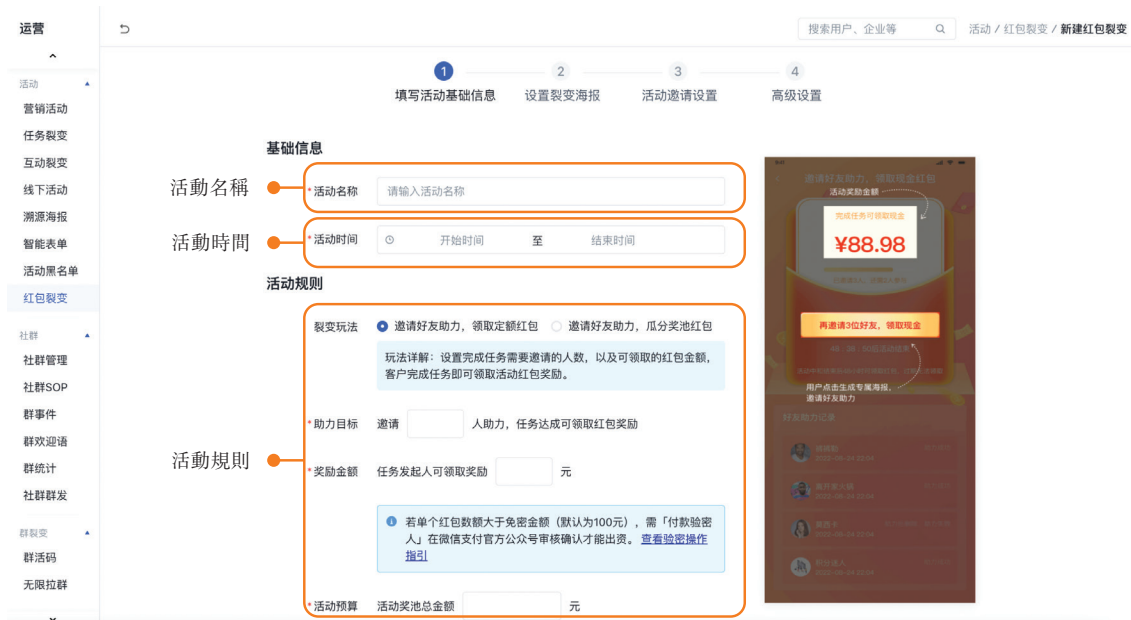 运营
搜索用户、企业等
活动 / 红包裂变 / 新建红包裂变
活动
营销活动
任务裂变
互动裂变
线下活动
溯源海报
智能表单
活动黑名单
红包裂变
社群
社群管理
社群SOP
群事件
群欢迎语
群统计
社群群发
群裂变
群活码
无限拉群
1 2 3 4
填写活动基础信息 设置裂变海报 活动邀请设置 高级设置
基础信息
活動名稱
*活动名称 请输入活动名称
活動時間
*活动时间 开始时间 至 结束时间
活动规则
裂变玩法 邀请好友助力，领取定额红包 邀请好友助力，瓜分奖池红包
玩法详解：设置完成任务需要邀请的人数，以及可领取的红包金额，
客户完成任务即可领取活动红包奖励。
*助力目标 邀请 人助力，任务达成可领取红包奖励
活動規則
*奖励金额 任务发起人可领取奖励 元
若单个红包数额大于免密金额（默认为100元），需「付款验密
人」在微信支付官方公众号审核确认才能出资。 查看验密操作
指引
*活动预算 活动奖池总金额 元
邀请好友助力，领取现金红包
活动奖励金额
完成任务可领取现金
¥88.98
再邀请3位好友，领取现金
用户点击生成专属海报，
邀请好友助力
好友助力记录